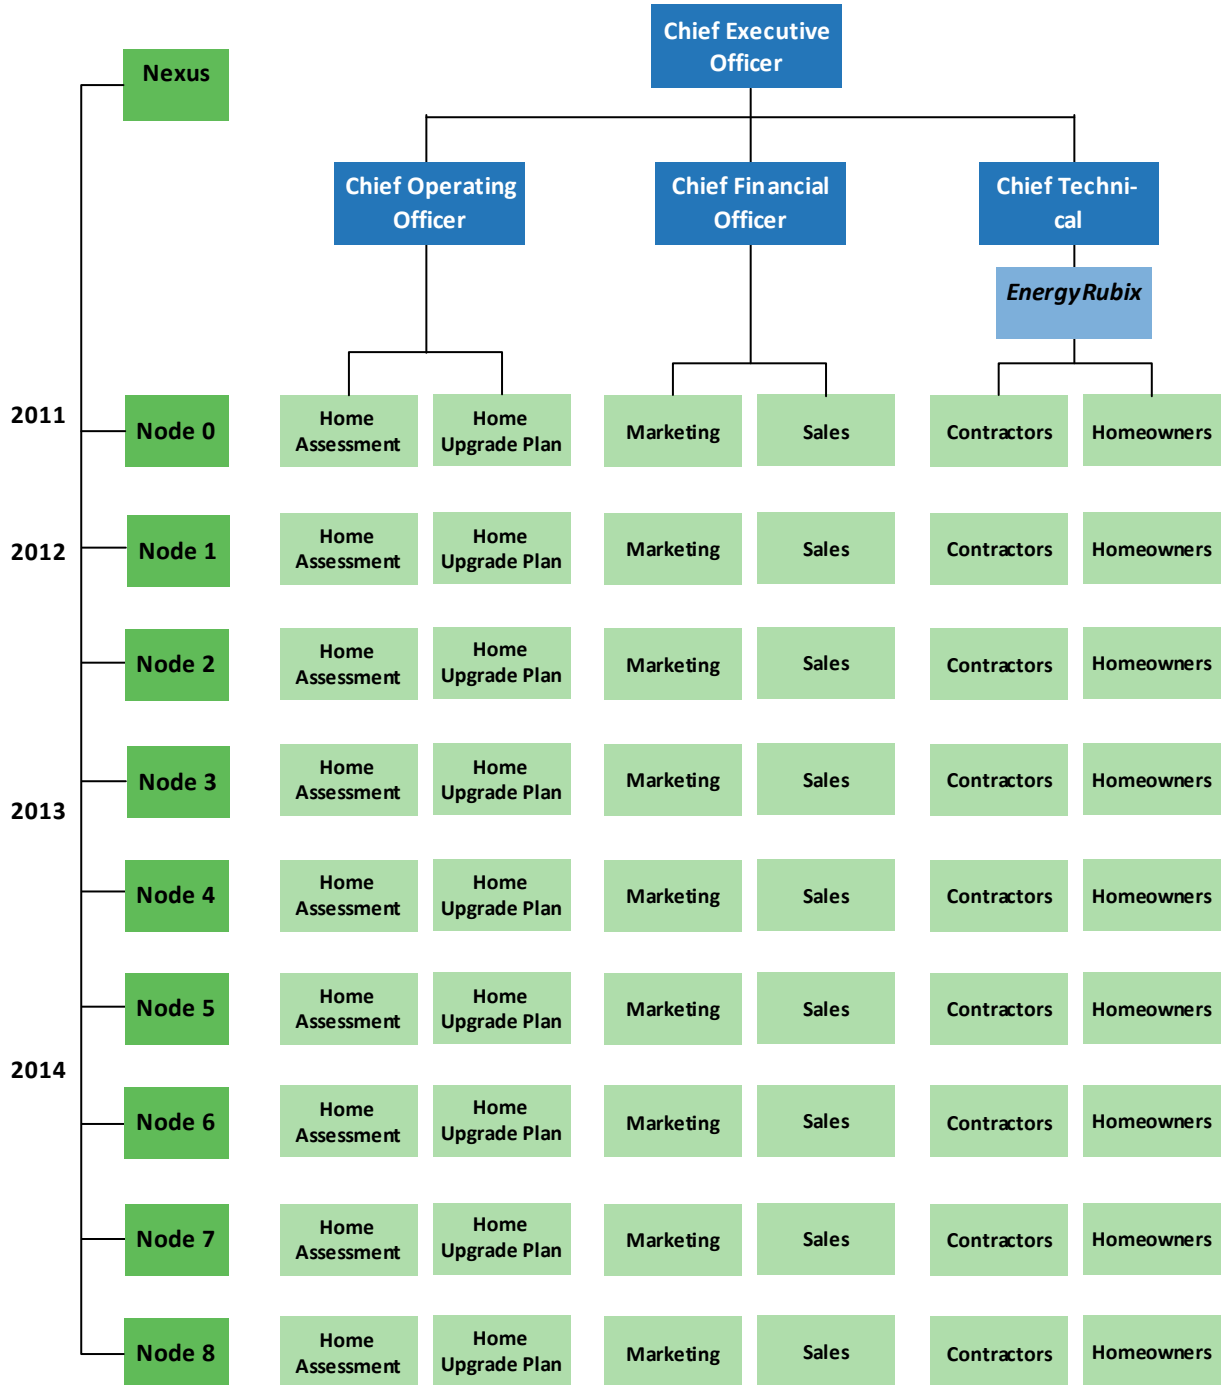 Chief Executive
Officer
Nexus
Chief Operating
Officer
Chief Financial
Officer
Chief Techni-
cal
EnergyRubix
2011
Node 0
Home
Assessment
Home
Upgrade Plan
Marketing
Sales
Contractors
Homeowners
2012
Node 1
Home
Assessment
Home
Upgrade Plan
Marketing
Sales
Contractors
Homeowners
Node 2
Home
Assessment
Home
Upgrade Plan
Marketing
Sales
Contractors
Homeowners
Node 3
Home
Assessment
Home
Upgrade Plan
Marketing
Sales
Contractors
Homeowners
2013
Node 4
Home
Assessment
Home
Upgrade Plan
Marketing
Sales
Contractors
Homeowners
Node 5
Home
Assessment
Home
Upgrade Plan
Marketing
Sales
Contractors
Homeowners
2014
Node 6
Home
Assessment
Home
Upgrade Plan
Marketing
Sales
Contractors
Homeowners
Node 7
Home
Assessment
Home
Upgrade Plan
Marketing
Sales
Contractors
Homeowners
Node 8
Home
Assessment
Home
Upgrade Plan
Marketing
Sales
Contractors
Homeowners